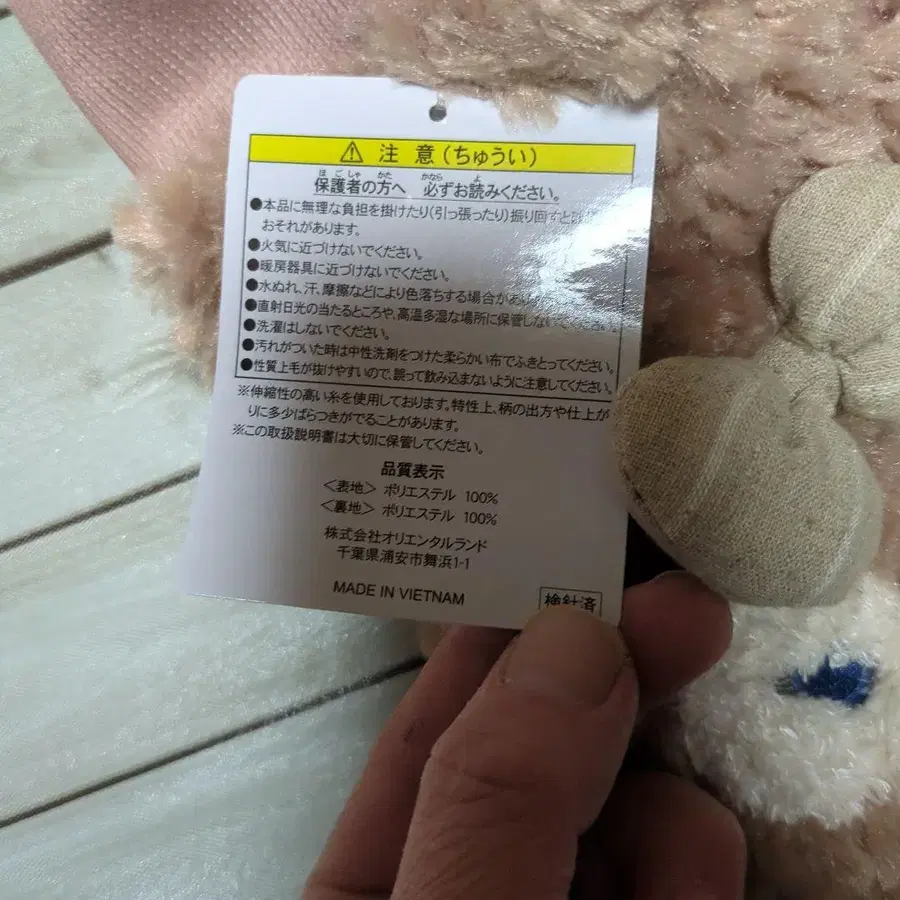 ⚠ 注 意(ちゅうい)
保護者の方へ 必ずお読みください。
●本品に無理な負担を掛けたり(引っ張ったり)振り回すと
おそれがあります。
●火気に近づけないでください。
●暖房器具に近づけないでください。
●水ぬれ、汗、摩擦などにより色落ちする場合があ
●直射日光の当たるところや、高温多湿な場所に保管しないでください。
●洗濯はしないでください。
●汚れがついた時は中性洗剤をつけた柔らかい布でふきとってください。
●性質上毛が抜けやすいので、誤って飲み込まないように注意してください。
※伸縮性の高い糸を使用しております。特性上、柄の出方や仕上が
りに多少ばらつきがでることがあります。
※この取扱説明書は大切に保管してください。
品質表示
<表地> ポリエステル 100%
<裏地> ポリエステル 100%
株式会社オリエンタルランド
千葉県浦安市舞浜1-1
MADE IN VIETNAM
検針済